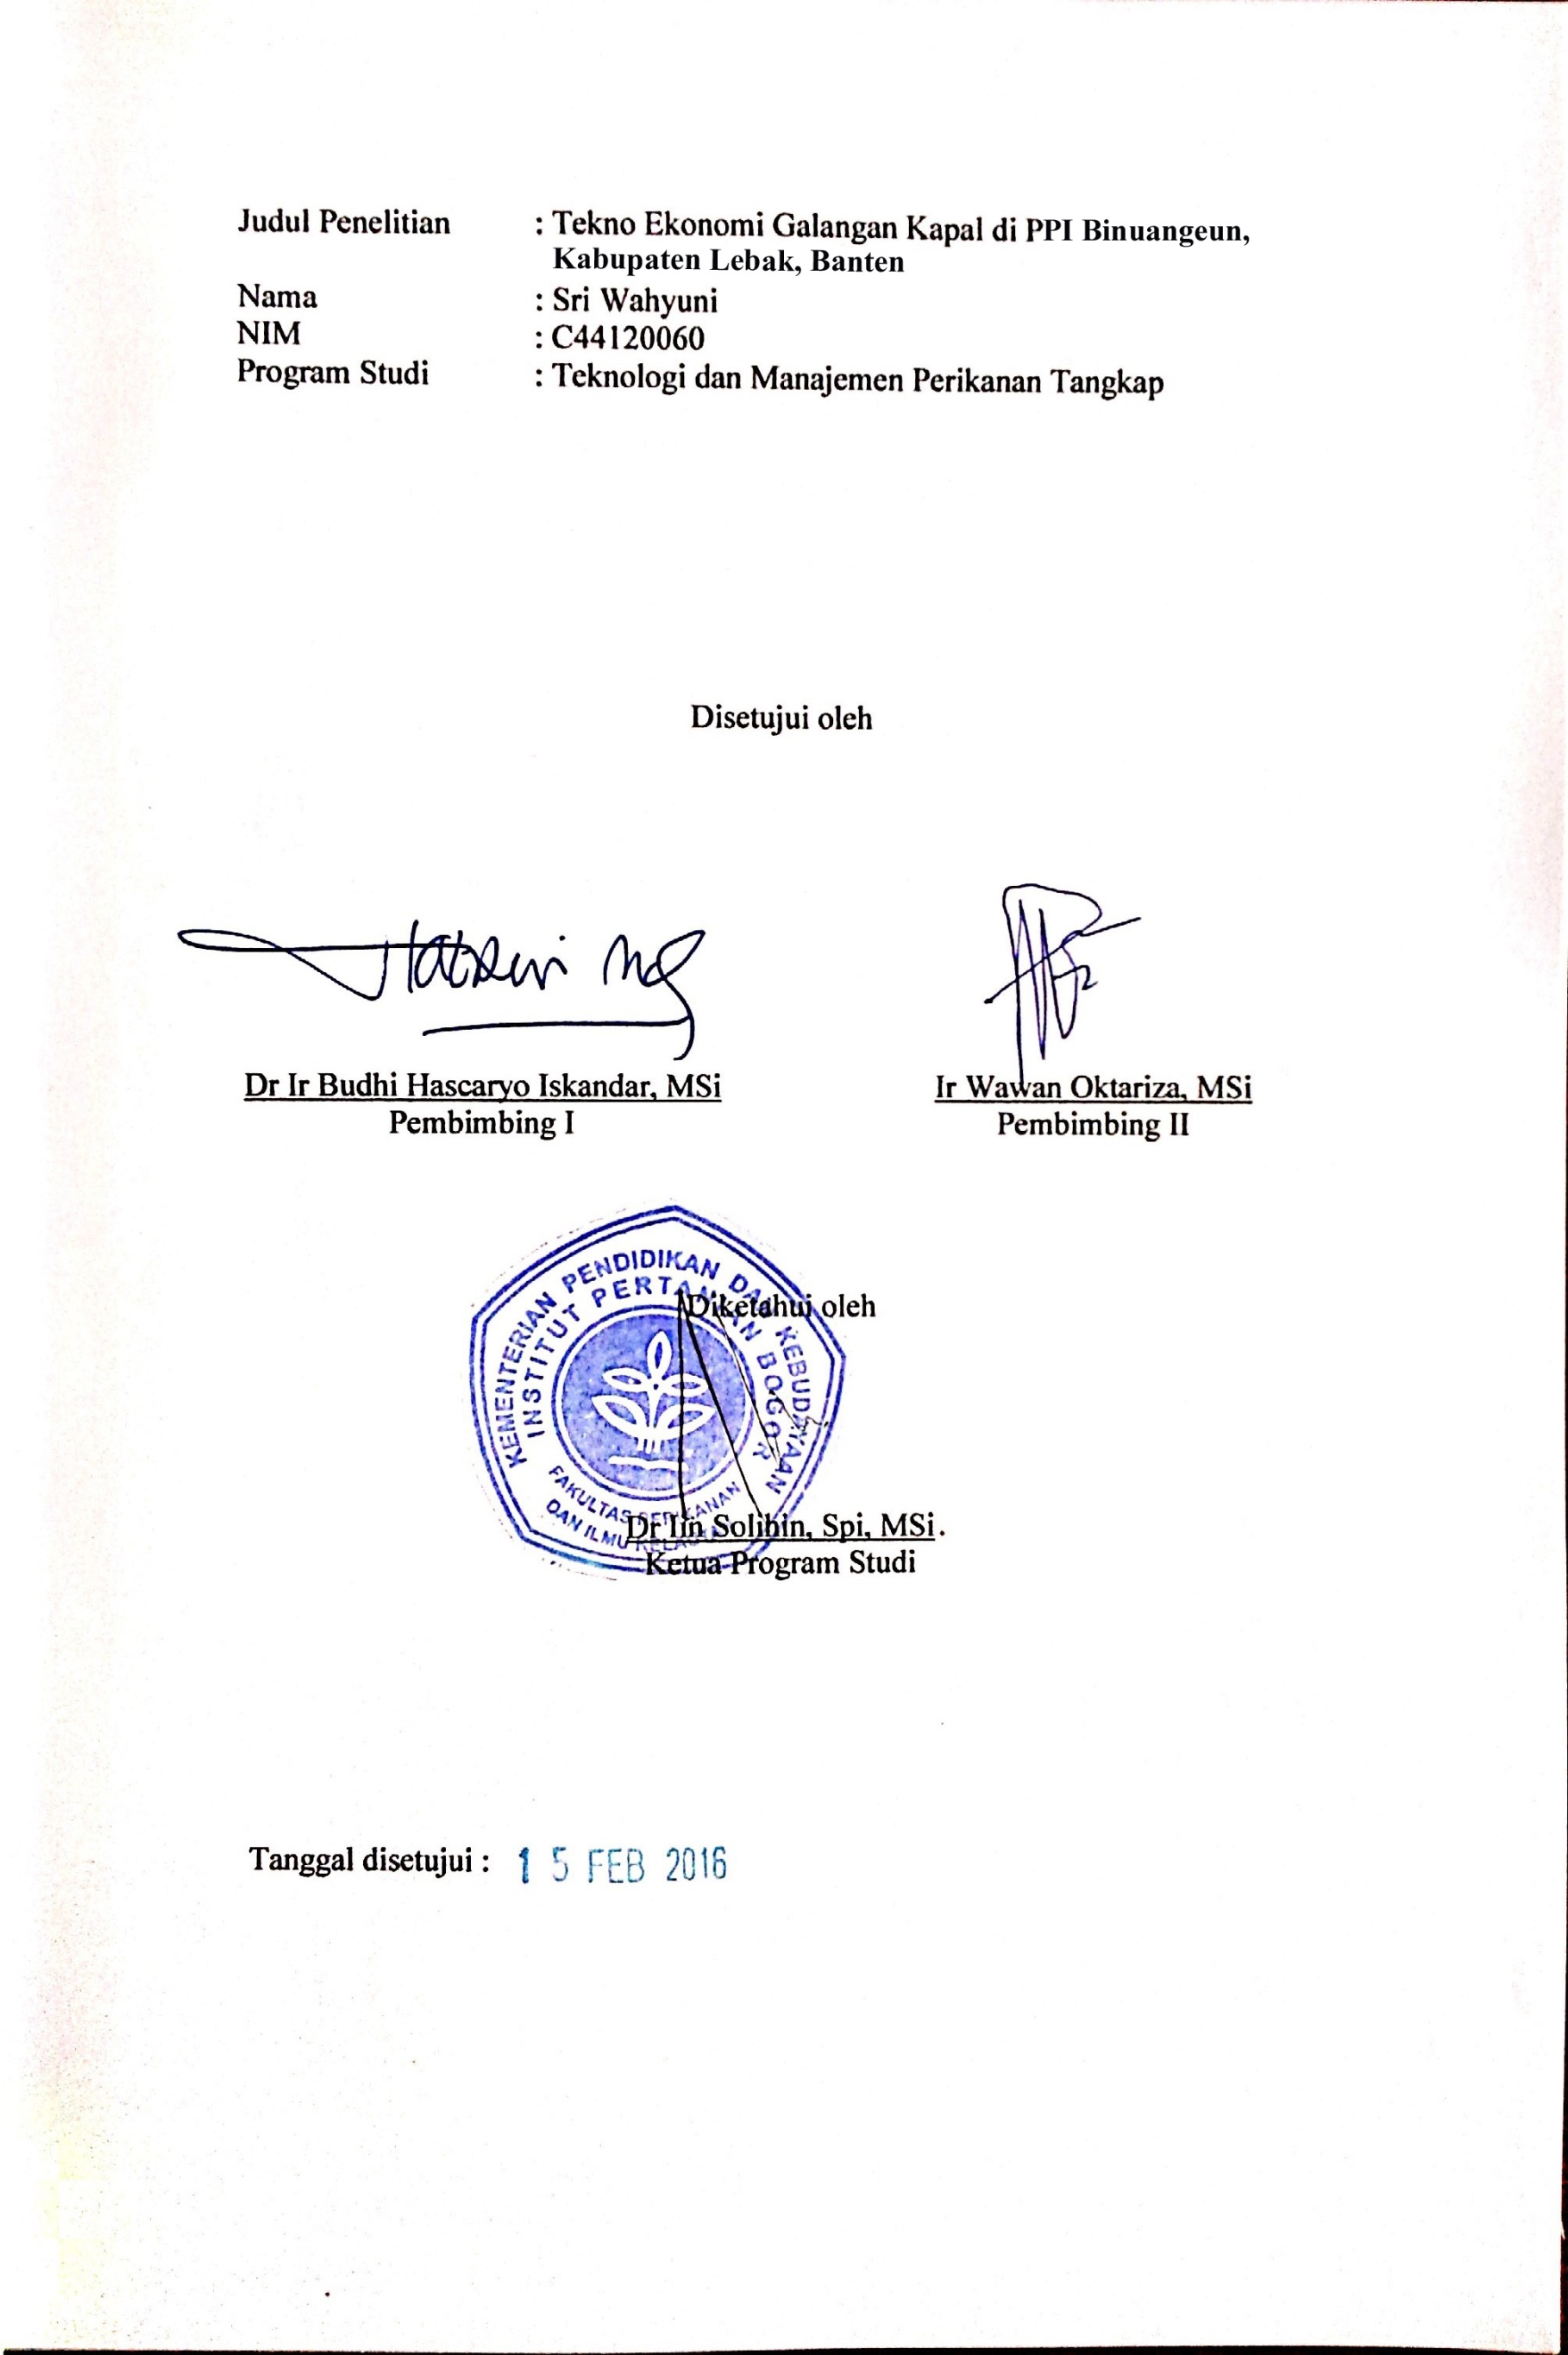 Judul Penelitian : Tekno Ekonomi Galangan Kapal di PPI Binuangeun,
Kabupaten Lebak, Banten
Nama : Sri Wahyuni
NIM : C44120060
Program Studi : Teknologi dan Manajemen Perikanan Tangkap
Disetujui oleh
Dr Ir Budhi Hascaryo Iskandar, MSi
Pembimbing I
Ir Wawan Oktariza, MSi
Pembimbing II
KEMENTERIAN PENDIDIKAN DAN KEBUDAYAAN
INSTITUT PERTANIAN BOGOR
FAKULTAS PERIKANAN
DAN ILMU KELAUTAN
Diketahui oleh
Dr Iin Solihin, Spi, MSi.
Ketua Program Studi
Tanggal disetujui : 15 FEB 2016